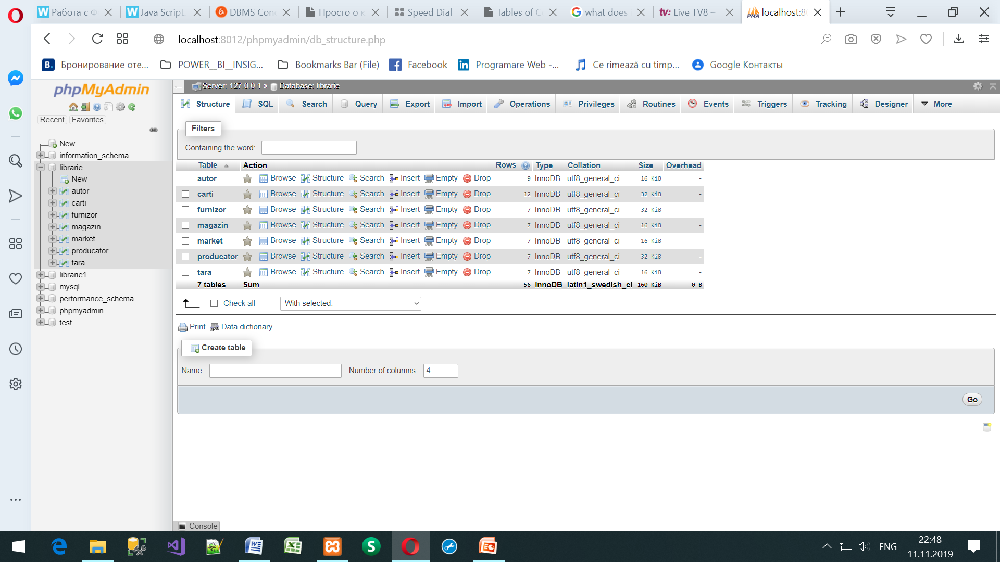 Работа с Ф
Java Script.
DBMS Con
Просто о к
Speed Dial
Tables of C
what does
tv: Live TV8 –
PMA localhost:8
localhost:8012/phpmyadmin/db_structure.php
B. Бронирование оте...
POWER__BI__INSIG...
Bookmarks Bar (File)
Facebook
in Programare Web -...
Ce rimează cu timp...
Google Контакты
phpMyAdmin
Recent Favorites
New
information_schema
librarie
New
autor
carti
furnizor
magazin
market
producator
tara
librarie1
mysql
performance_schema
phpmyadmin
test
Server: 127.0.0.1 » Database: librarie
Structure SQL Search Query Export Import Operations Privileges Routines Events Triggers Tracking Designer More
Filters
Containing the word:
Table Action Rows Type Collation Size Overhead
autor Browse Structure Search Insert Empty Drop 9 InnoDB utf8_general_ci 16 KiB -
carti Browse Structure Search Insert Empty Drop 12 InnoDB utf8_general_ci 32 KiB -
furnizor Browse Structure Search Insert Empty Drop 7 InnoDB utf8_general_ci 32 KiB -
magazin Browse Structure Search Insert Empty Drop 7 InnoDB utf8_general_ci 16 KiB -
market Browse Structure Search Insert Empty Drop 7 InnoDB utf8_general_ci 16 KiB -
producator Browse Structure Search Insert Empty Drop 7 InnoDB utf8_general_ci 32 KiB -
tara Browse Structure Search Insert Empty Drop 7 InnoDB utf8_general_ci 16 KiB -
7 tables Sum 56 InnoDB latin1_swedish_ci 160 KiB 0 B
Check all With selected:
Print Data dictionary
Create table
Name: Number of columns: 4
Go
Console
ENG
22:48
11.11.2019